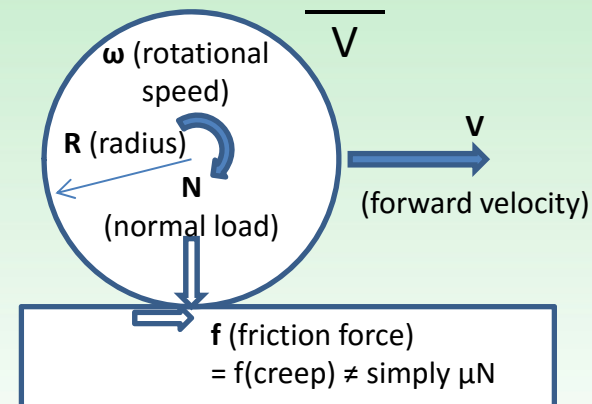 V
ω (rotational
speed)
V
R (radius)
N
(forward velocity)
(normal load)
f (friction force)
= f(creep) ≠ simply μN